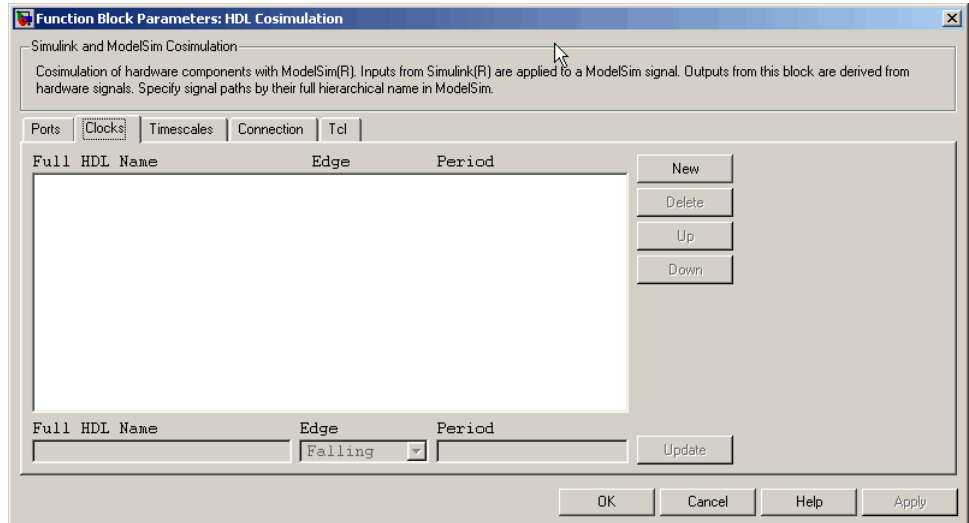 Function Block Parameters: HDL Cosimulation
Simulink and ModelSim Cosimulation
Cosimulation of hardware components with ModelSim(R). Inputs from Simulink(R) are applied to a ModelSim signal. Outputs from this block are derived from
hardware signals. Specify signal paths by their full hierarchical name in ModelSim.
Ports Clocks Timescales Connection Tcl
Full HDL Name Edge Period
New
Delete
Up
Down
Full HDL Name Edge Period
Falling Update
OK Cancel Help Apply